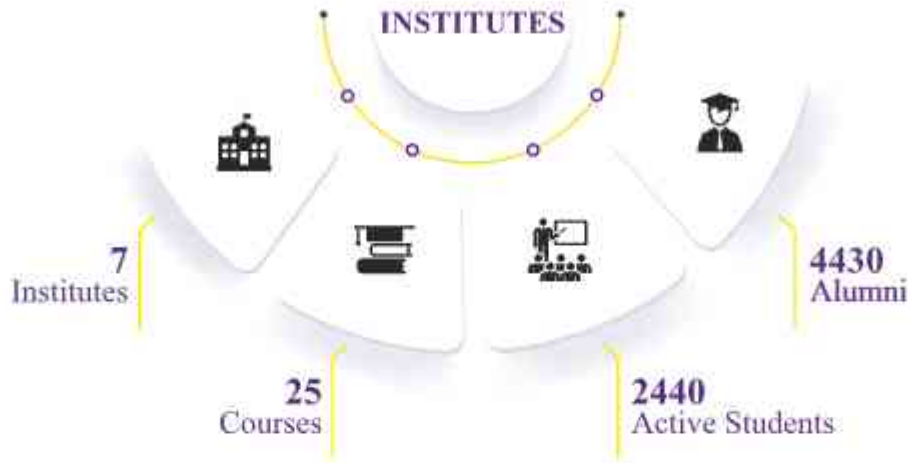 INSTITUTES
7
Institutes
25
Courses
2440
Active Students
4430
Alumni